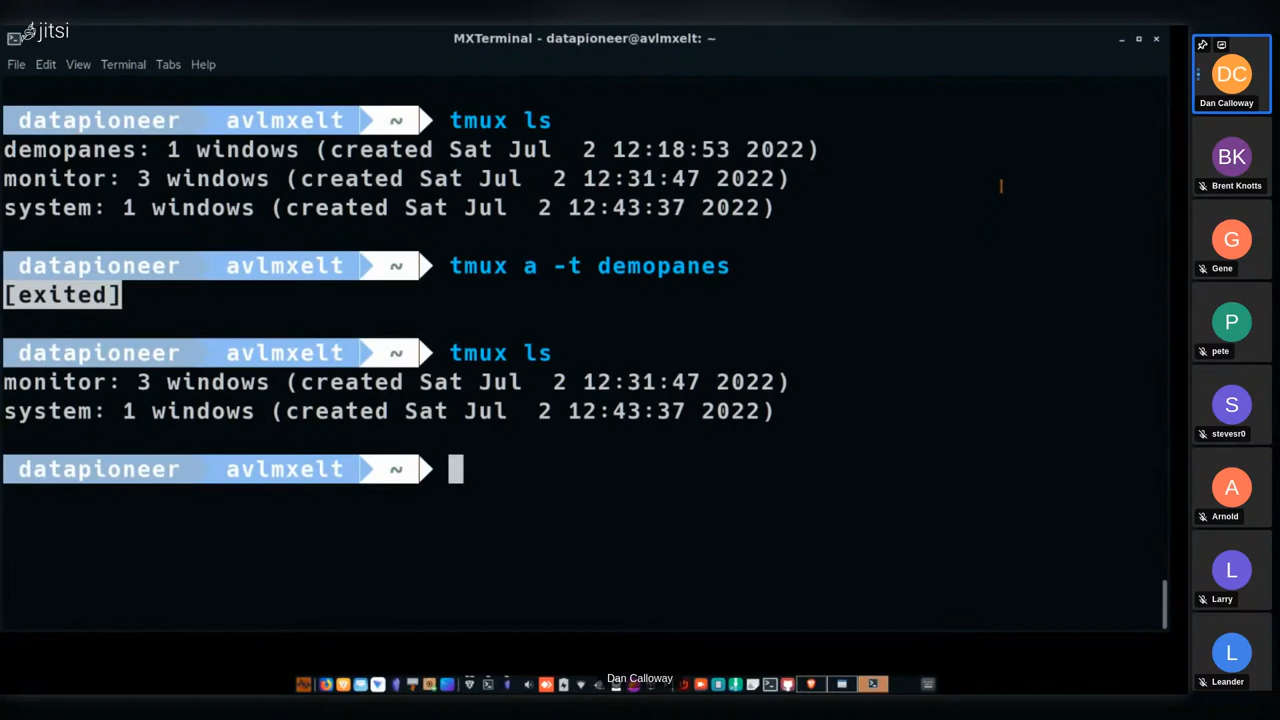 jitsi
MXTerminal - datapioneer@avlmxelt: ~
File Edit View Terminal Tabs Help
datapioneer avlmxelt ~ tmux ls
demopanes: 1 windows (created Sat Jul  2 12:18:53 2022)
monitor: 3 windows (created Sat Jul  2 12:31:47 2022)
system: 1 windows (created Sat Jul  2 12:43:37 2022)
datapioneer avlmxelt ~ tmux a -t demopanes
[exited]
datapioneer avlmxelt ~ tmux ls
monitor: 3 windows (created Sat Jul  2 12:31:47 2022)
system: 1 windows (created Sat Jul  2 12:43:37 2022)
datapioneer avlmxelt ~
Dan Calloway
DC
Dan Calloway
BK
Brent Knotts
G
Gene
P
pete
S
stevesr0
A
Arnold
L
Larry
L
Leander